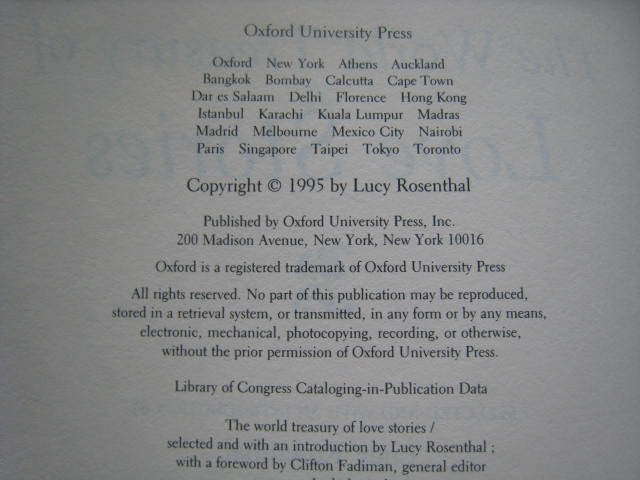 Oxford University Press
Oxford New York Athens Auckland
Bangkok Bombay Calcutta Cape Town
Dar es Salaam Delhi Florence Hong Kong
Istanbul Karachi Kuala Lumpur Madras
Madrid Melbourne Mexico City Nairobi
Paris Singapore Taipei Tokyo Toronto
Copyright © 1995 by Lucy Rosenthal
Published by Oxford University Press, Inc.
200 Madison Avenue, New York, New York 10016
Oxford is a registered trademark of Oxford University Press
All rights reserved. No part of this publication may be reproduced,
stored in a retrieval system, or transmitted, in any form or by any means,
electronic, mechanical, photocopying, recording, or otherwise,
without the prior permission of Oxford University Press.
Library of Congress Cataloging-in-Publication Data
The world treasury of love stories /
selected and with an introduction by Lucy Rosenthal ;
with a foreword by Clifton Fadiman, general editor